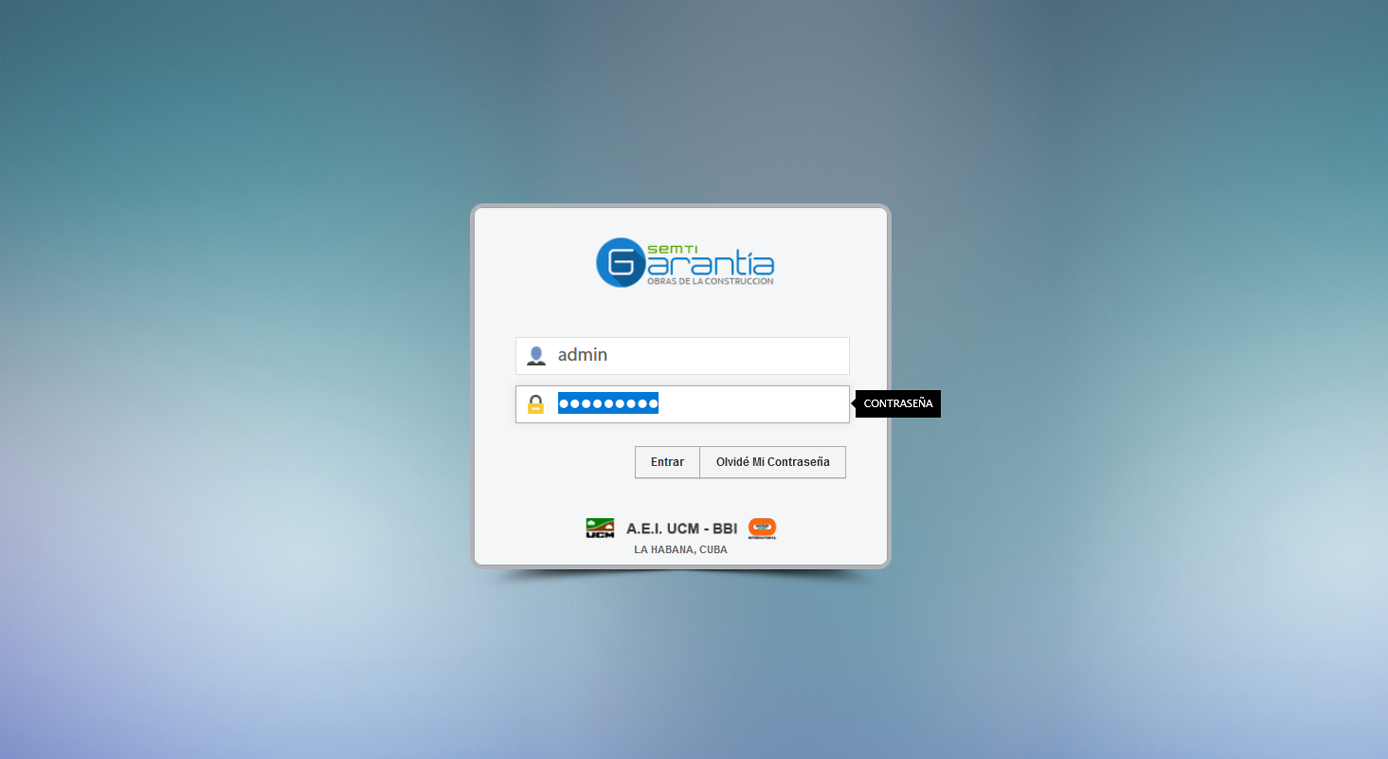 SEMTI
Garantía
OBRAS DE LA CONSTRUCCION
admin
●●●●●●●●●
CONTRASEÑA
Entrar
Olvidé Mi Contraseña
UCM
A.E.I. UCM - BBI
LA HABANA, CUBA